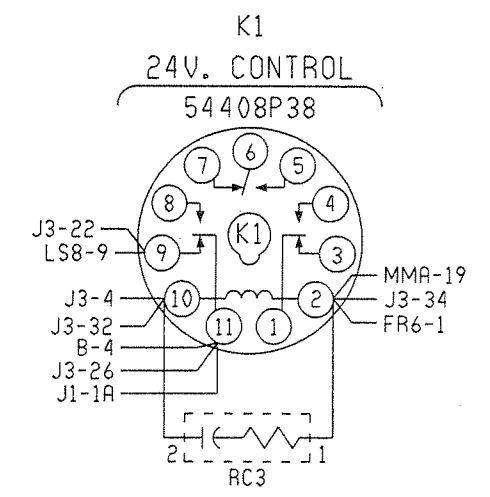 K1
24V. CONTROL
54408P38
6
7
5
8
4
K1
J3-22
LS8-9
9
3
MMA-19
J3-4
10
2
J3-34
J3-32
11
1
FR6-1
B-4
J3-26
J1-1A
2
1
RC3